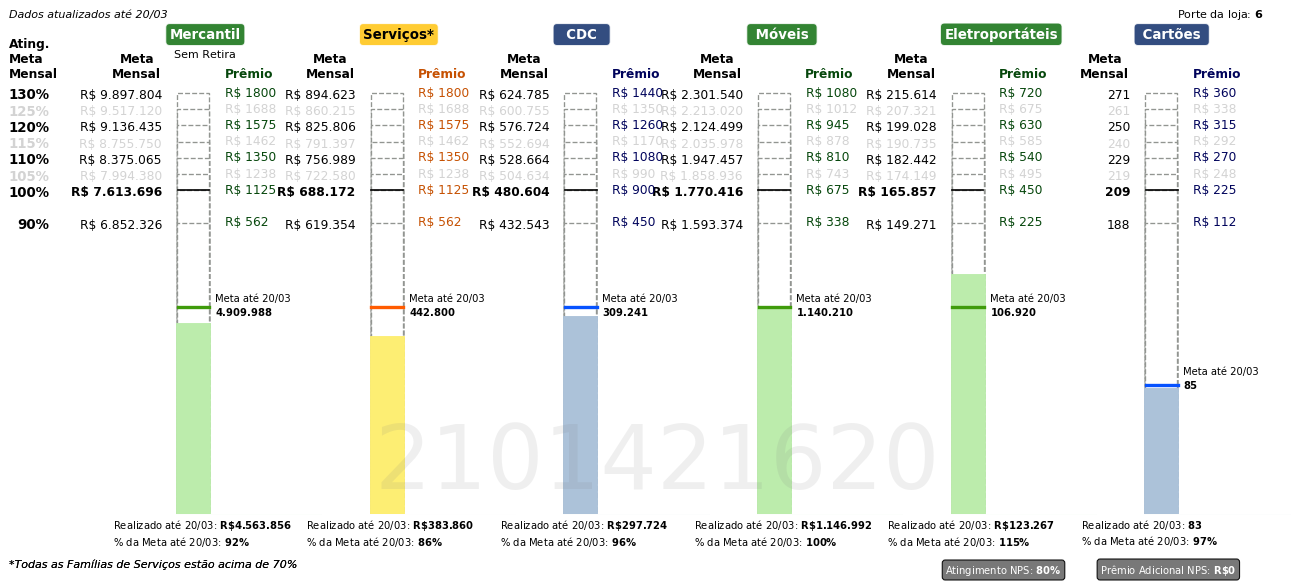 Dados atualizados até 20/03
Porte da loja: 6
Mercantil
Serviços*
CDC
Móveis
Eletroportáteis
Cartões
Sem Retira
Ating. Meta Mensal
Meta Mensal Prêmio Meta Mensal Prêmio Meta Mensal Prêmio Meta Mensal Prêmio Meta Mensal Prêmio Meta Mensal Prêmio
130% R$ 9.897.804 R$ 1800 R$ 894.623 R$ 1800 R$ 624.785 R$ 1440 R$ 2.301.540 R$ 1080 R$ 215.614 R$ 720 271 R$ 360
125% R$ 9.517.120 R$ 1688 R$ 860.215 R$ 1688 R$ 600.755 R$ 1350 R$ 2.213.020 R$ 1012 R$ 207.321 R$ 675 261 R$ 338
120% R$ 9.136.435 R$ 1575 R$ 825.806 R$ 1575 R$ 576.724 R$ 1260 R$ 2.124.499 R$ 945 R$ 199.028 R$ 630 250 R$ 315
115% R$ 8.755.750 R$ 1462 R$ 791.397 R$ 1462 R$ 552.694 R$ 1170 R$ 2.035.978 R$ 878 R$ 190.735 R$ 585 240 R$ 292
110% R$ 8.375.065 R$ 1350 R$ 756.989 R$ 1350 R$ 528.664 R$ 1080 R$ 1.947.457 R$ 810 R$ 182.442 R$ 540 229 R$ 270
105% R$ 7.994.380 R$ 1238 R$ 722.580 R$ 1238 R$ 504.634 R$ 990 R$ 1.858.936 R$ 743 R$ 174.149 R$ 495 219 R$ 248
100% R$ 7.613.696 R$ 1125 R$ 688.172 R$ 1125 R$ 480.604 R$ 900 R$ 1.770.416 R$ 675 R$ 165.857 R$ 450 209 R$ 225
90% R$ 6.852.326 R$ 562 R$ 619.354 R$ 562 R$ 432.543 R$ 450 R$ 1.593.374 R$ 338 R$ 149.271 R$ 225 188 R$ 112
Meta até 20/03
4.909.988
Meta até 20/03
442.800
Meta até 20/03
309.241
Meta até 20/03
1.140.210
Meta até 20/03
106.920
Meta até 20/03
85
2101421620
Realizado até 20/03: R$4.563.856
% da Meta até 20/03: 92%
Realizado até 20/03: R$383.860
% da Meta até 20/03: 86%
Realizado até 20/03: R$297.724
% da Meta até 20/03: 96%
Realizado até 20/03: R$1.146.992
% da Meta até 20/03: 100%
Realizado até 20/03: R$123.267
% da Meta até 20/03: 115%
Realizado até 20/03: 83
% da Meta até 20/03: 97%
*Todas as Famílias de Serviços estão acima de 70%
Atingimento NPS: 80%
Prêmio Adicional NPS: R$0